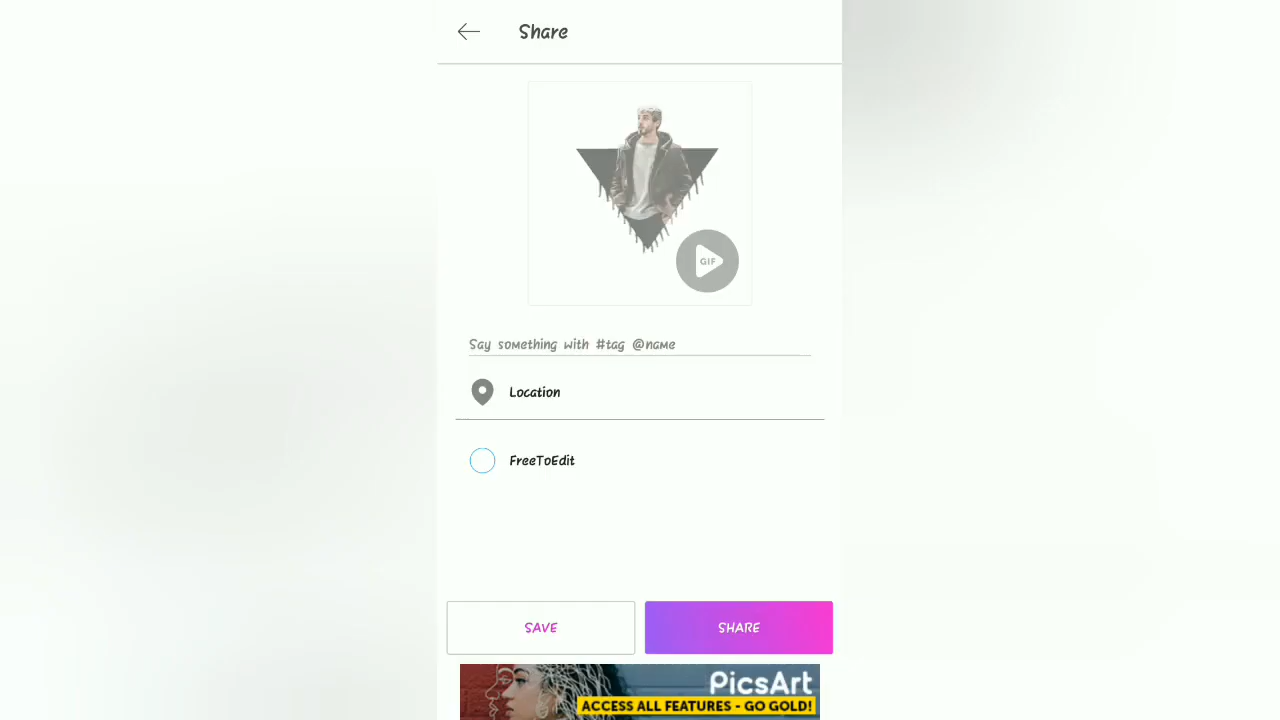 Share
GIF
Say something with #tag @name
Location
FreeToEdit
SAVE
SHARE
PicsArt
ACCESS ALL FEATURES - GO GOLD!